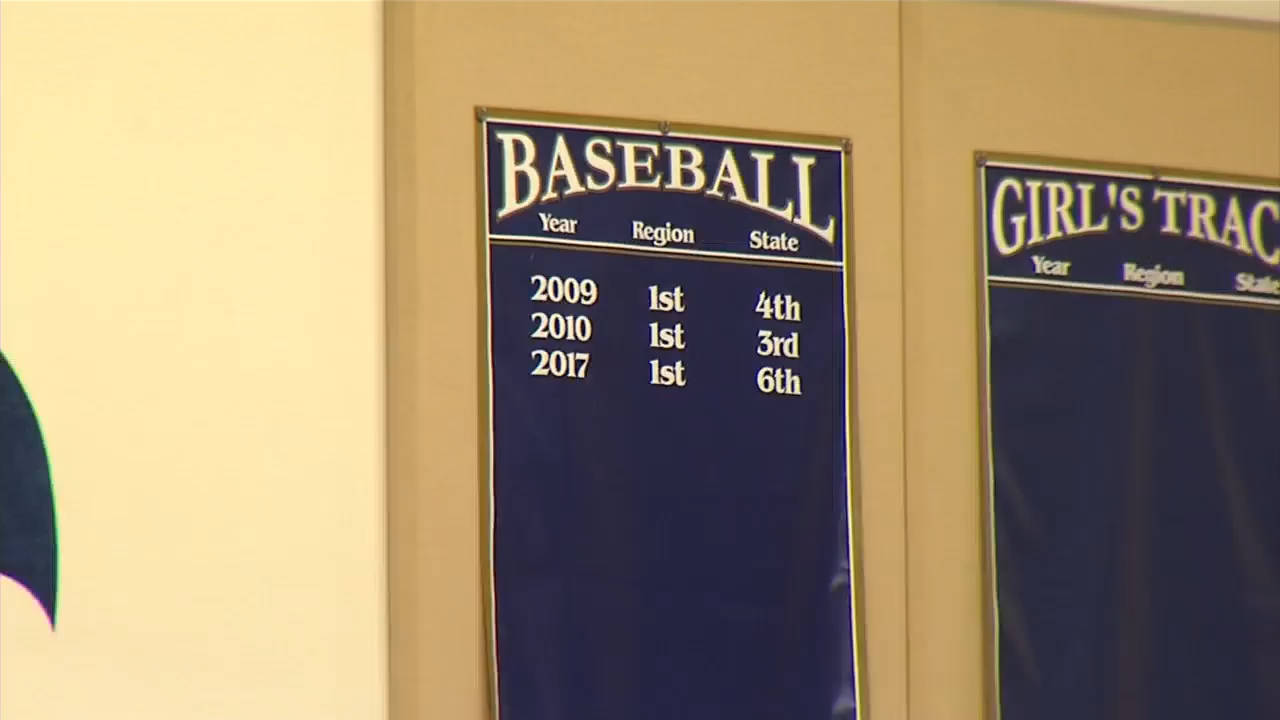 BASEBALL
Year Region State
2009 1st 4th
2010 1st 3rd
2017 1st 6th
GIRL'S TRAC
Year Region State